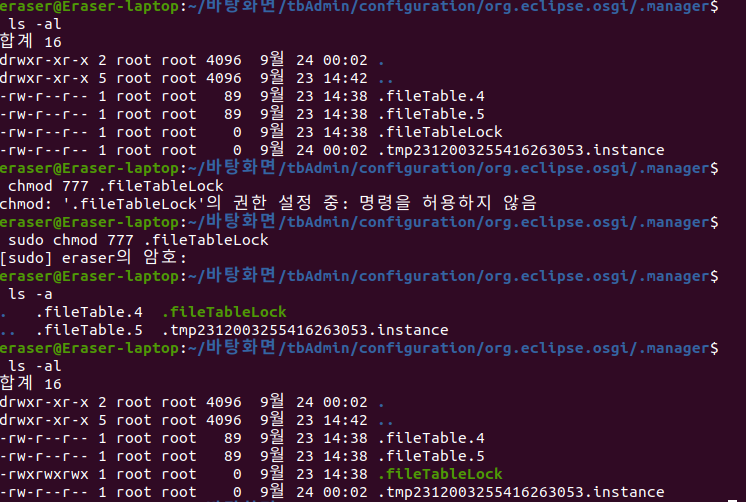 eraser@Eraser-laptop:~/바탕화면/tbAdmin/configuration/org.eclipse.osgi/.manager$
 ls -al
합계 16
drwxr-xr-x 2 root root 4096  9월 24 00:02 .
drwxr-xr-x 5 root root 4096  9월 23 14:42 ..
-rw-r--r-- 1 root root   89  9월 23 14:38 .fileTable.4
-rw-r--r-- 1 root root   89  9월 23 14:38 .fileTable.5
-rw-r--r-- 1 root root    0  9월 23 14:38 .fileTableLock
-rw-r--r-- 1 root root    0  9월 24 00:02 .tmp2312003255416263053.instance
eraser@Eraser-laptop:~/바탕화면/tbAdmin/configuration/org.eclipse.osgi/.manager$
 chmod 777 .fileTableLock
chmod: '.fileTableLock'의 권한 설정 중: 명령을 허용하지 않음
eraser@Eraser-laptop:~/바탕화면/tbAdmin/configuration/org.eclipse.osgi/.manager$
 sudo chmod 777 .fileTableLock
[sudo] eraser의 암호:
eraser@Eraser-laptop:~/바탕화면/tbAdmin/configuration/org.eclipse.osgi/.manager$
 ls -a
.   .fileTable.4  .fileTableLock
..  .fileTable.5  .tmp2312003255416263053.instance
eraser@Eraser-laptop:~/바탕화면/tbAdmin/configuration/org.eclipse.osgi/.manager$
 ls -al
합계 16
drwxr-xr-x 2 root root 4096  9월 24 00:02 .
drwxr-xr-x 5 root root 4096  9월 23 14:42 ..
-rw-r--r-- 1 root root   89  9월 23 14:38 .fileTable.4
-rw-r--r-- 1 root root   89  9월 23 14:38 .fileTable.5
-rwxrwxrwx 1 root root    0  9월 23 14:38 .fileTableLock
-rw-r--r-- 1 root root    0  9월 24 00:02 .tmp2312003255416263053.instance